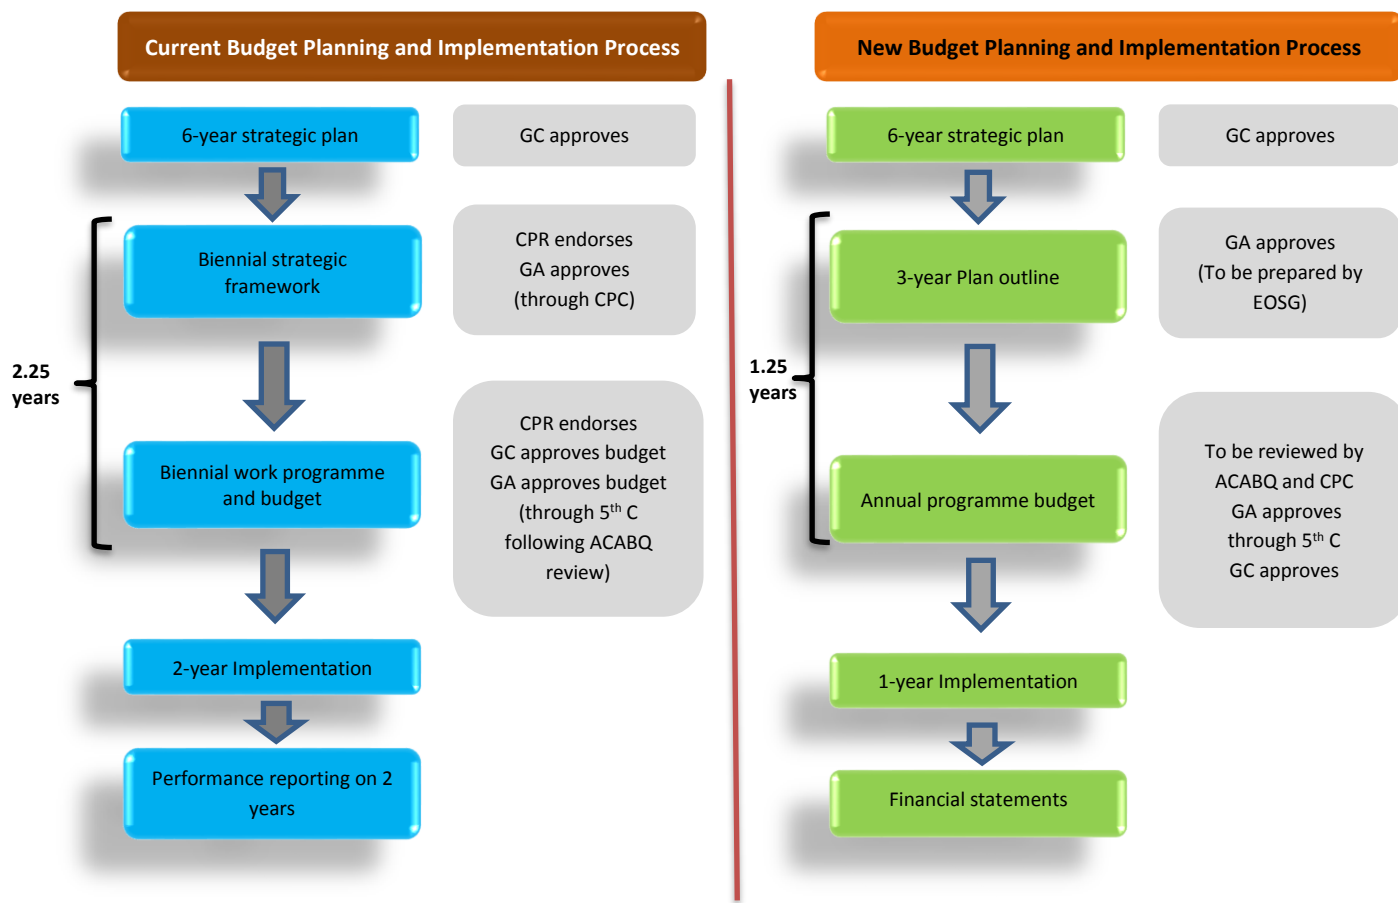 Current Budget Planning and Implementation Process
6-year strategic plan
GC approves
2.25
years
Biennial strategic
framework
CPR endorses
GA approves
(through CPC)
Biennial work programme
and budget
CPR endorses
GC approves budget
GA approves budget
(through 5th C
following ACABQ
review)
2-year Implementation
Performance reporting on 2
years
New Budget Planning and Implementation Process
6-year strategic plan
GC approves
1.25
years
3-year Plan outline
GA approves
(To be prepared by
EOSG)
Annual programme budget
To be reviewed by
ACABQ and CPC
GA approves
through 5th C
GC approves
1-year Implementation
Financial statements